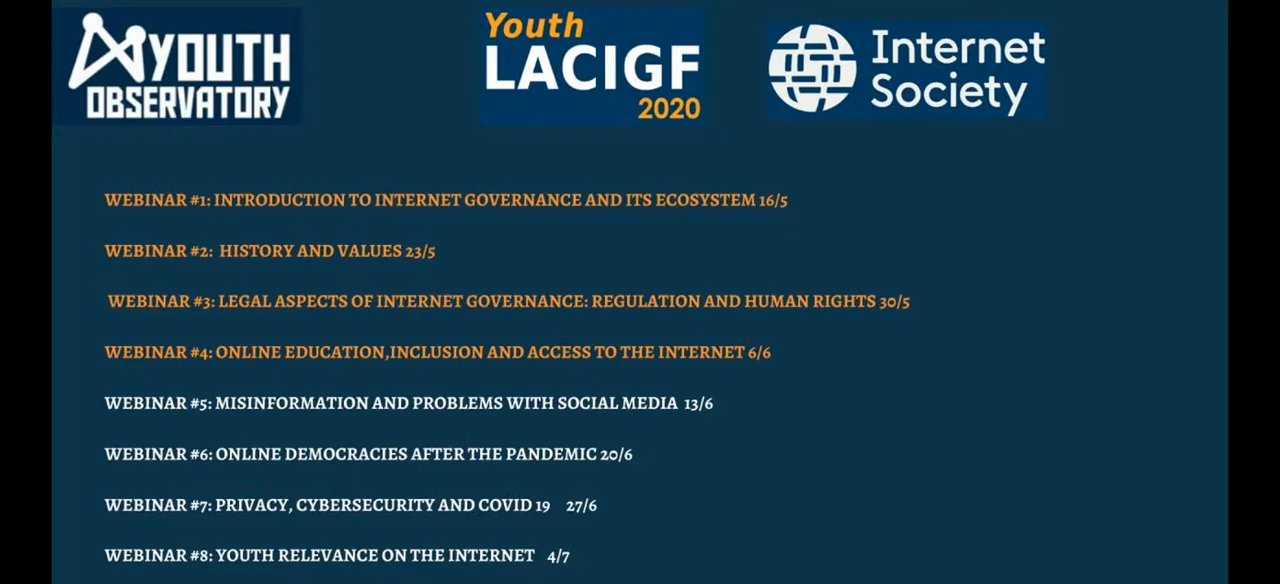 YOUTH
OBSERVATORY
Youth
LACIGF
2020
Internet
Society
WEBINAR #1: INTRODUCTION TO INTERNET GOVERNANCE AND ITS ECOSYSTEM 16/5
WEBINAR #2: HISTORY AND VALUES 23/5
WEBINAR #3: LEGAL ASPECTS OF INTERNET GOVERNANCE: REGULATION AND HUMAN RIGHTS 30/5
WEBINAR #4: ONLINE EDUCATION,INCLUSION AND ACCESS TO THE INTERNET 6/6
WEBINAR #5: MISINFORMATION AND PROBLEMS WITH SOCIAL MEDIA 13/6
WEBINAR #6: ONLINE DEMOCRACIES AFTER THE PANDEMIC 20/6
WEBINAR #7: PRIVACY, CYBERSECURITY AND COVID 19 27/6
WEBINAR #8: YOUTH RELEVANCE ON THE INTERNET 4/7